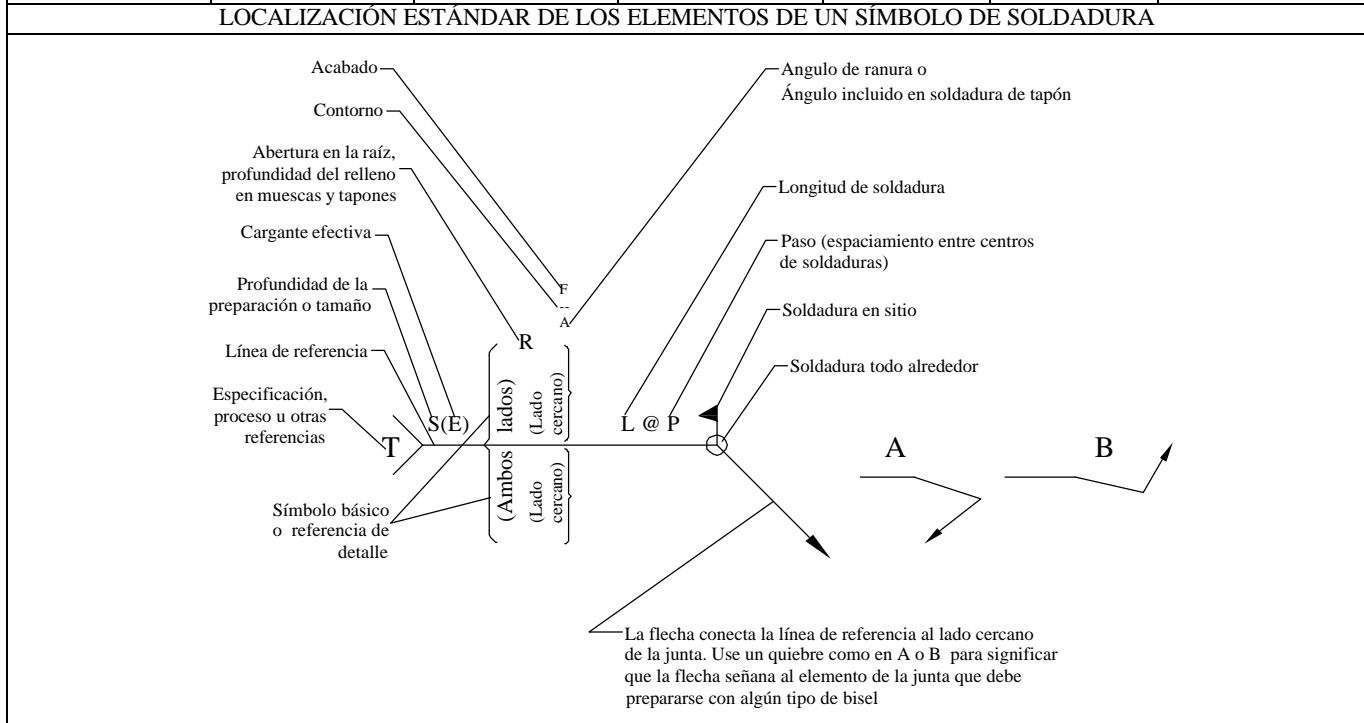 LOCALIZACIÓN ESTÁNDAR DE LOS ELEMENTOS DE UN SÍMBOLO DE SOLDADURA
Acabado
Contorno
Abertura en la raíz,
profundidad del relleno
en muescas y tapones
Cargante efectiva
Profundidad de la
preparación o tamaño
Línea de referencia
Especificación,
proceso u otras
referencias
Símbolo básico
o referencia de
detalle
Angulo de ranura o
Ángulo incluido en soldadura de tapón
Longitud de soldadura
Paso (espaciamiento entre centros
de soldaduras)
Soldadura en sitio
Soldadura todo alrededor
F
--
A
R
S(E)
T
(Ambos lados)
(Lado
cercano)
(Lado
cercano)
L @ P
A
B
La flecha conecta la línea de referencia al lado cercano
de la junta. Use un quiebre como en A o B para significar
que la flecha señana al elemento de la junta que debe
prepararse con algún tipo de bisel